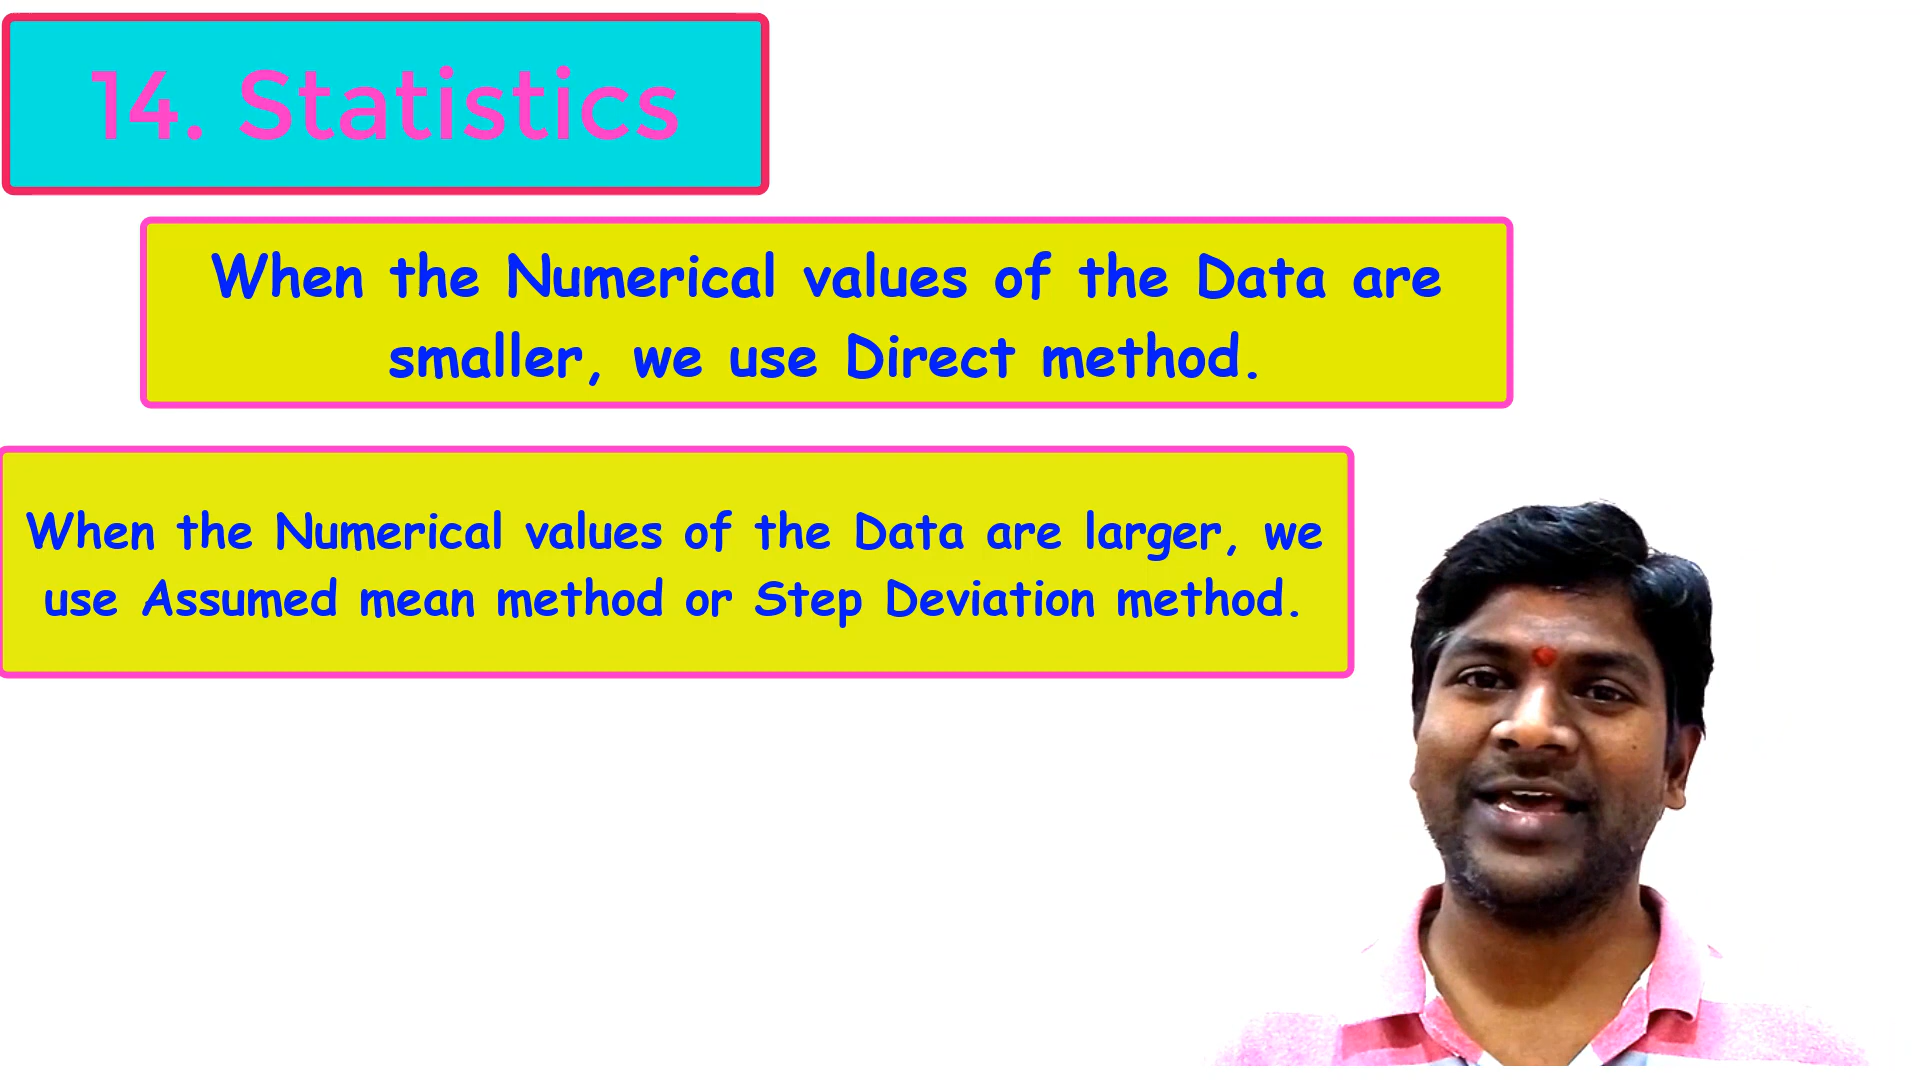 14. Statistics
When the Numerical values of the Data are
smaller, we use Direct method.
When the Numerical values of the Data are larger, we
use Assumed mean method or Step Deviation method.